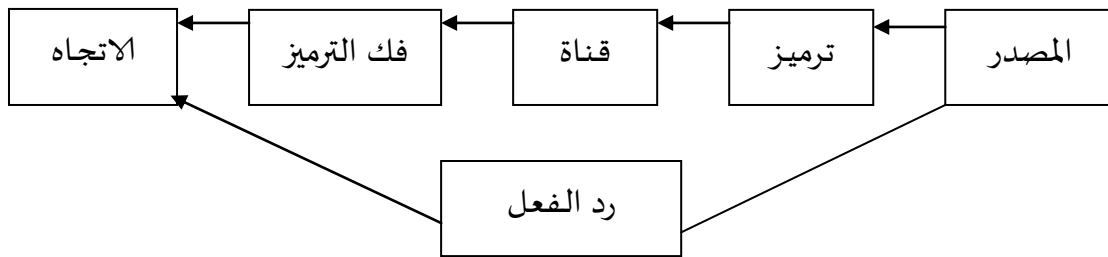 المصدر
ترميز
قناة
فك الترميز
الاتجاه
رد الفعل